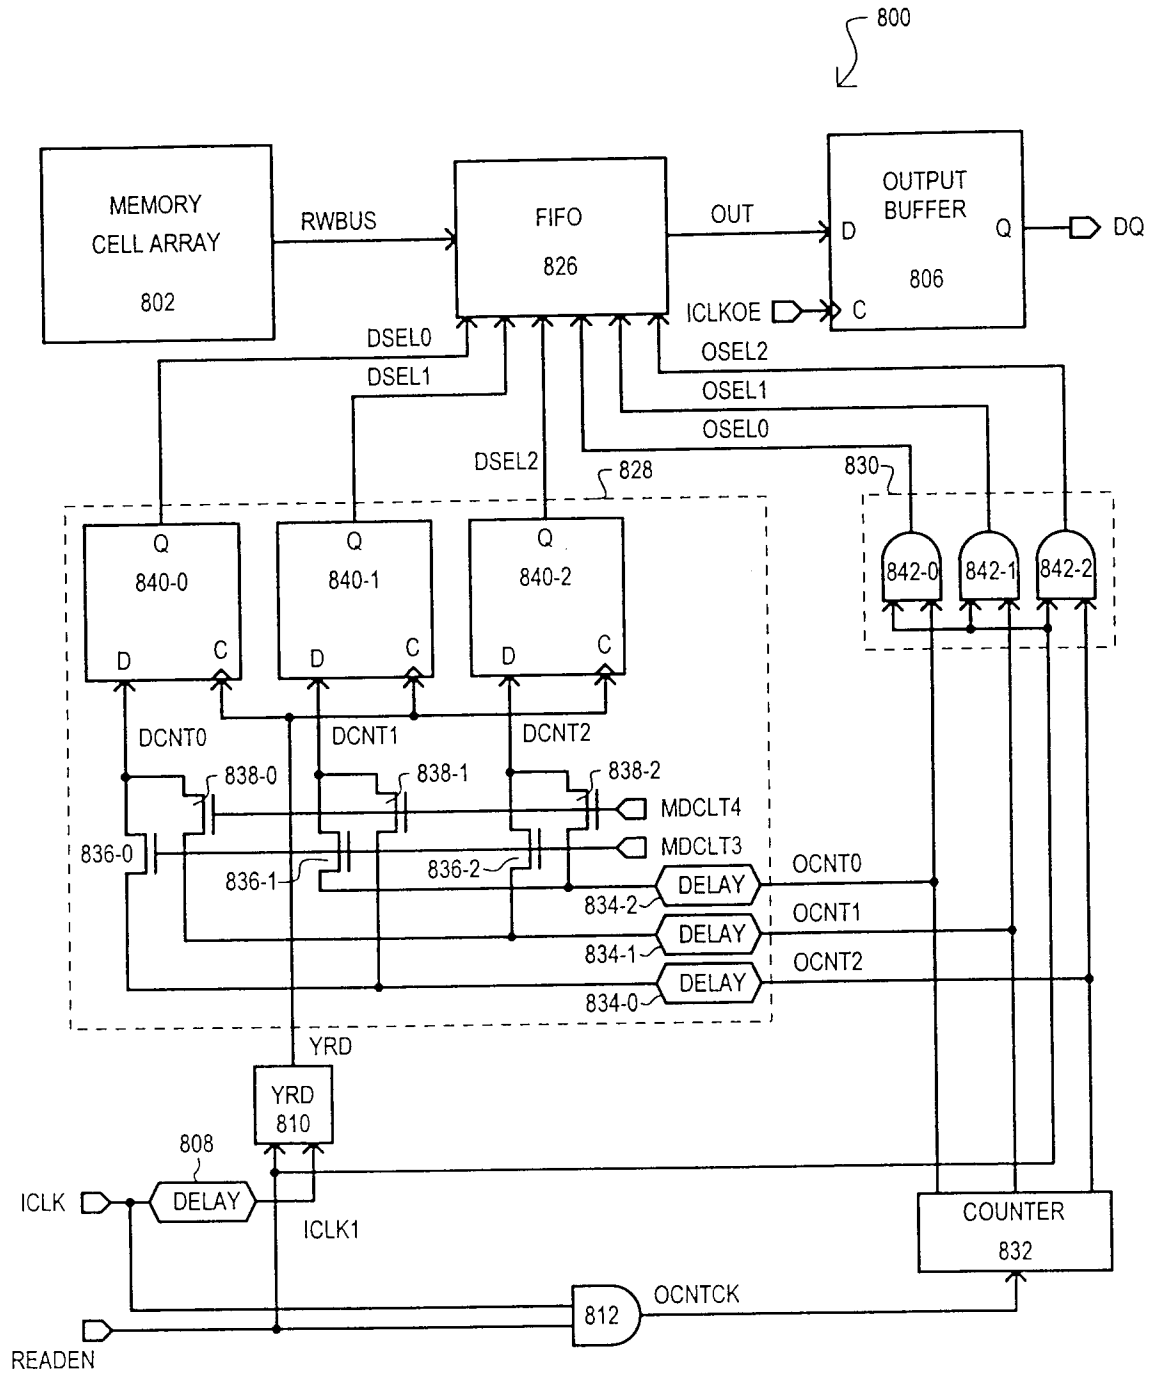 800
MEMORY
CELL ARRAY
802
RWBUS
FIFO
826
OUT
OUTPUT
BUFFER
D
Q
806
C
DQ
ICLKOE
DSEL0
DSEL1
DSEL2
OSEL2
OSEL1
OSEL0
828
830
Q
840-0
D
C
Q
840-1
D
C
Q
840-2
D
C
842-0
842-1
842-2
DCNT0
DCNT1
DCNT2
838-0
838-1
838-2
MDCLT4
MDCLT3
836-0
836-1
836-2
DELAY
834-2
OCNT0
DELAY
834-1
OCNT1
DELAY
834-0
OCNT2
YRD
YRD
810
808
ICLK
DELAY
ICLK1
COUNTER
832
812
OCNTCK
READEN